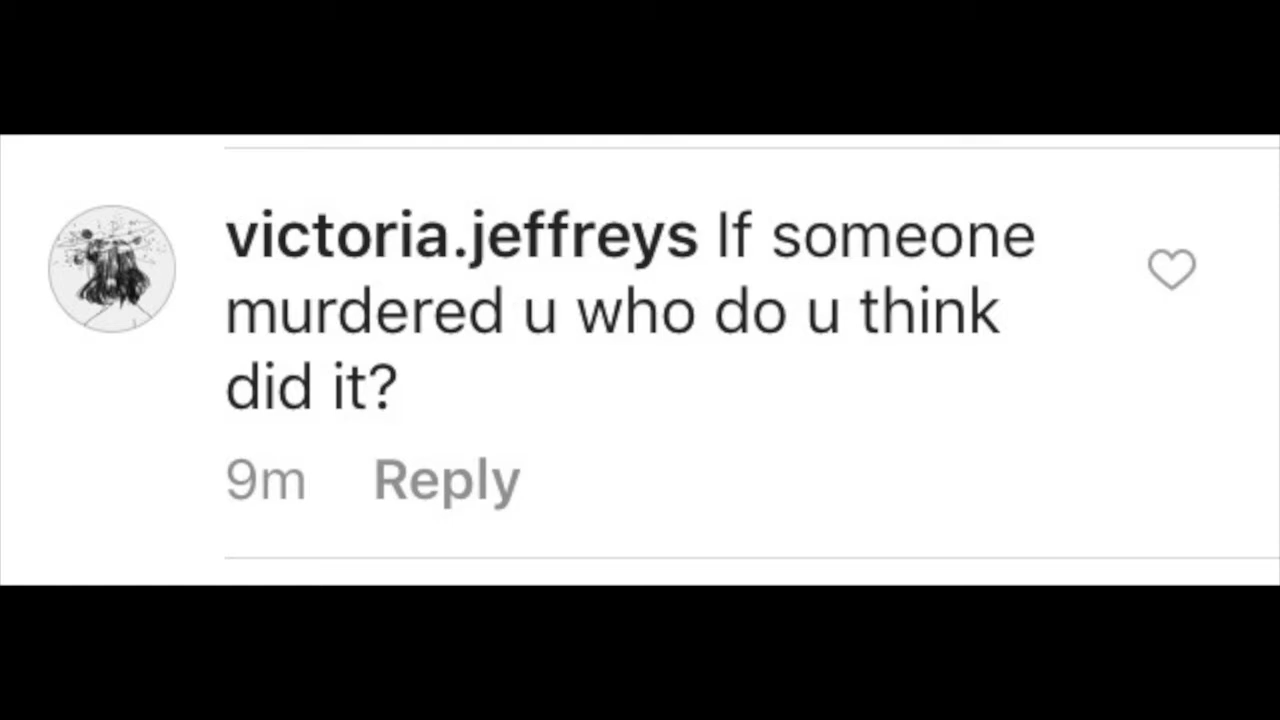 victoria.jeffreys If someone
murdered u who do u think
did it?
9m Reply